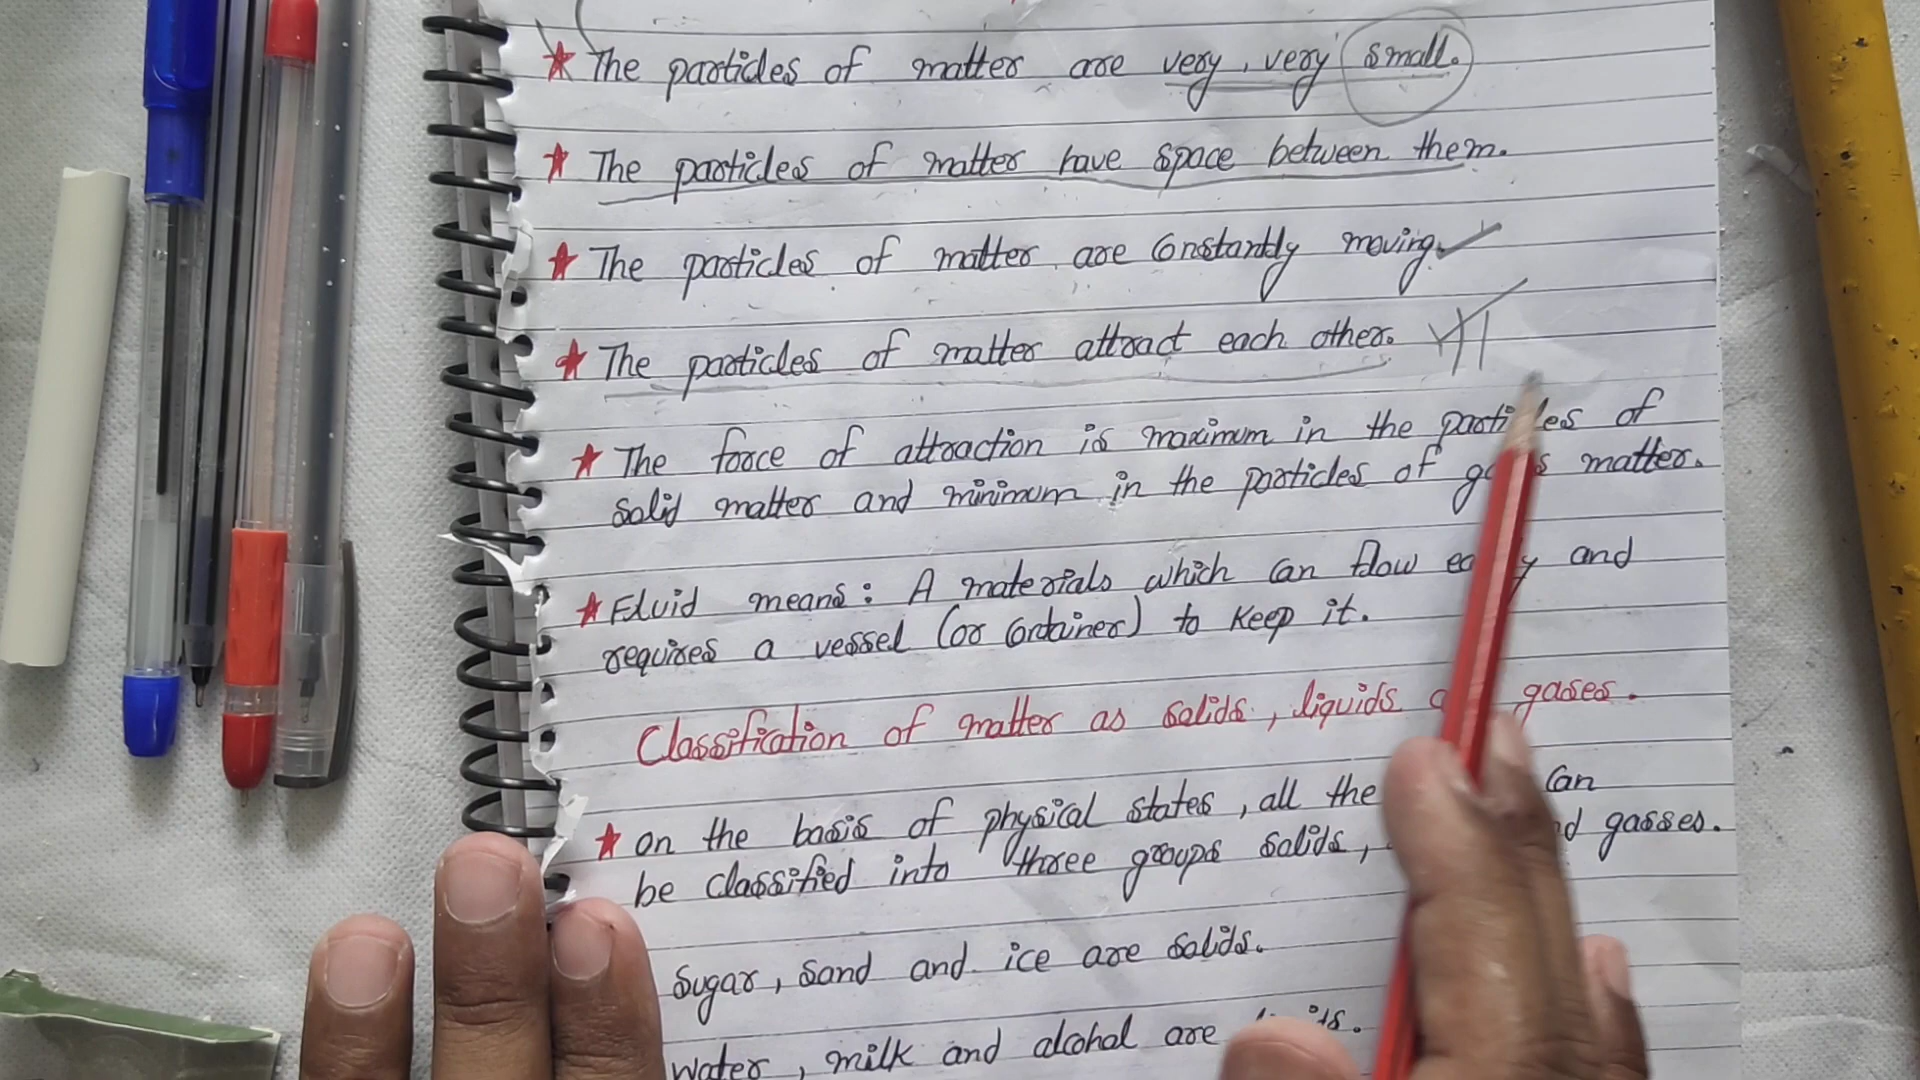 ★ The particles of matter are very, very small.
★ The particles of matter have space between them.
★ The particles of matter are Constantly moving.
★ The particles of matter attract each other.
★ The force of attraction is maximum in the particles of
solid matter and minimum in the particles of matter.
★ Fluid means: A materials which Can flow and
requires a vessel (or Container) to Keep it.
Classification of matter as solids, liquids gases.
★ on the basis of physical states, all the Can
be classified into three groups solids, gasses.
Sugar, Sand and ice are solids.
Water, milk and alcohal are